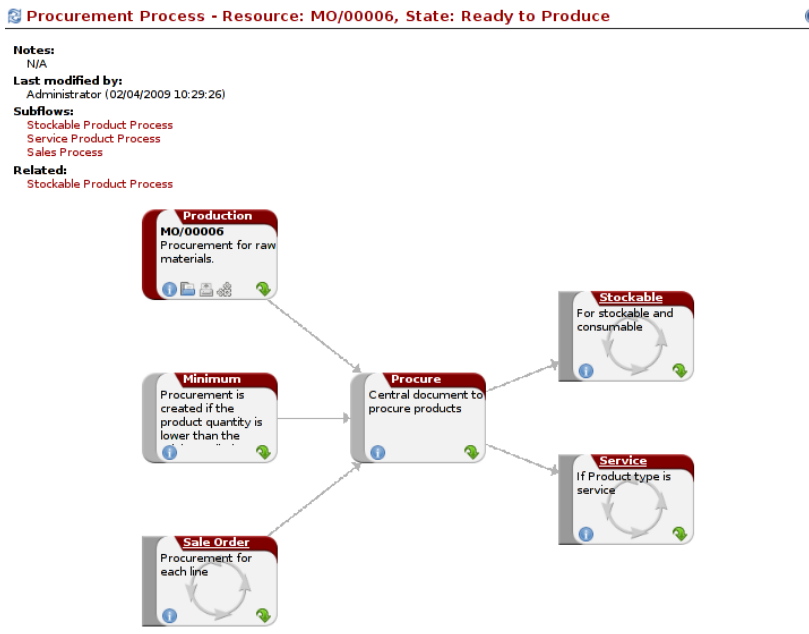 Procurement Process - Resource: MO/00006, State: Ready to Produce
Notes:
N/A
Last modified by:
Administrator (02/04/2009 10:29:26)
Subflows:
Stockable Product Process
Service Product Process
Sales Process
Related:
Stockable Product Process
Production
MO/00006
Procurement for raw
materials.
Stockable
For stockable and
consumable
Minimum
Procurement is
created if the
product quantity is
lower than the
Procure
Central document to
procure products
Service
If Product type is
service
Sale Order
Procurement for
each line